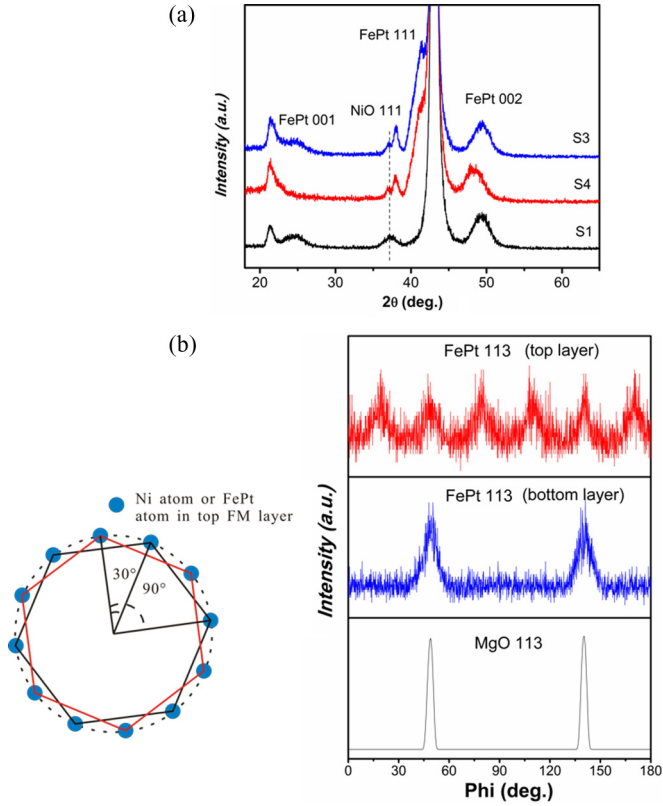 (a)
FePt 111
FePt 001
NiO 111
FePt 002
S3
S4
S1
Intensity (a.u.)
20 30 40 50 60
2θ (deg.)
(b)
Ni atom or FePt
atom in top FM layer
30°
90°
FePt 113 (top layer)
FePt 113 (bottom layer)
MgO 113
Intensity (a.u.)
0 30 60 90 120 150 180
Phi (deg.)